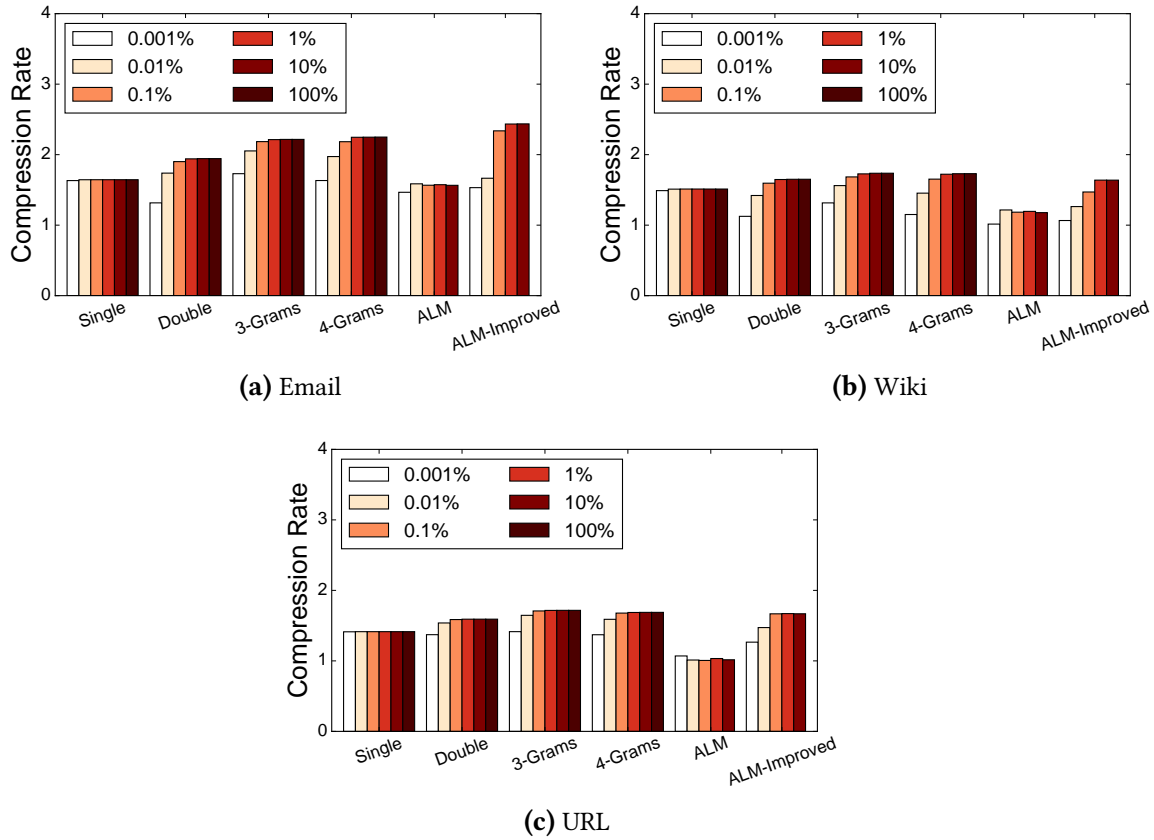 4
3
2
1
0
Compression Rate
0.001%
0.01%
0.1%
1%
10%
100%
Single
Double
3-Grams
4-Grams
ALM
ALM-Improved
(a) Email
4
3
2
1
0
Compression Rate
0.001%
0.01%
0.1%
1%
10%
100%
Single
Double
3-Grams
4-Grams
ALM
ALM-Improved
(b) Wiki
4
3
2
1
0
Compression Rate
0.001%
0.01%
0.1%
1%
10%
100%
Single
Double
3-Grams
4-Grams
ALM
ALM-Improved
(c) URL